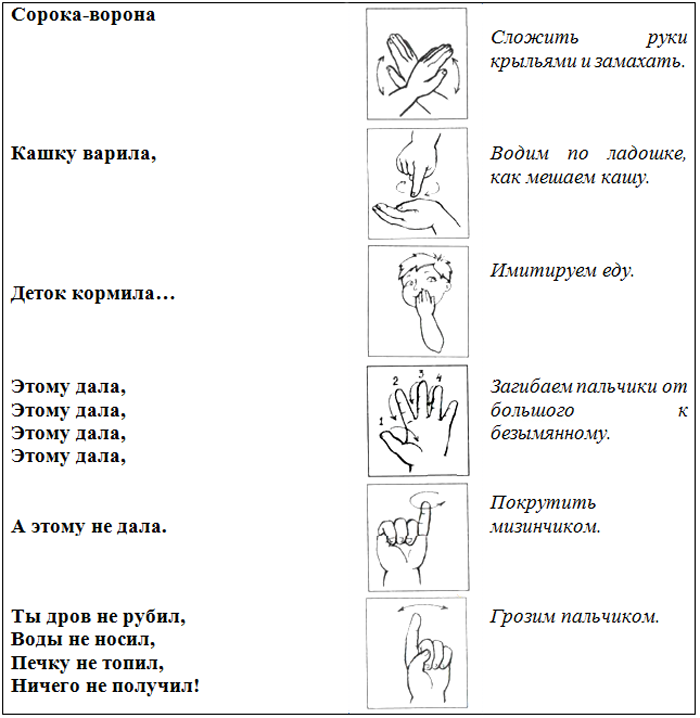 Сорока-ворона
Сложить руки
крыльями и замахать.
Кашку варила,
Водим по ладошке,
как мешаем кашу.
Деток кормила…
Имитируем еду.
Этому дала,
Этому дала,
Этому дала,
Этому дала,
1
2
3
4
Загибаем пальчики от
большого к
безымянному.
А этому не дала.
Покрутить
мизинчиком.
Ты дров не рубил,
Воды не носил,
Печку не топил,
Ничего не получил!
Грозим пальчиком.